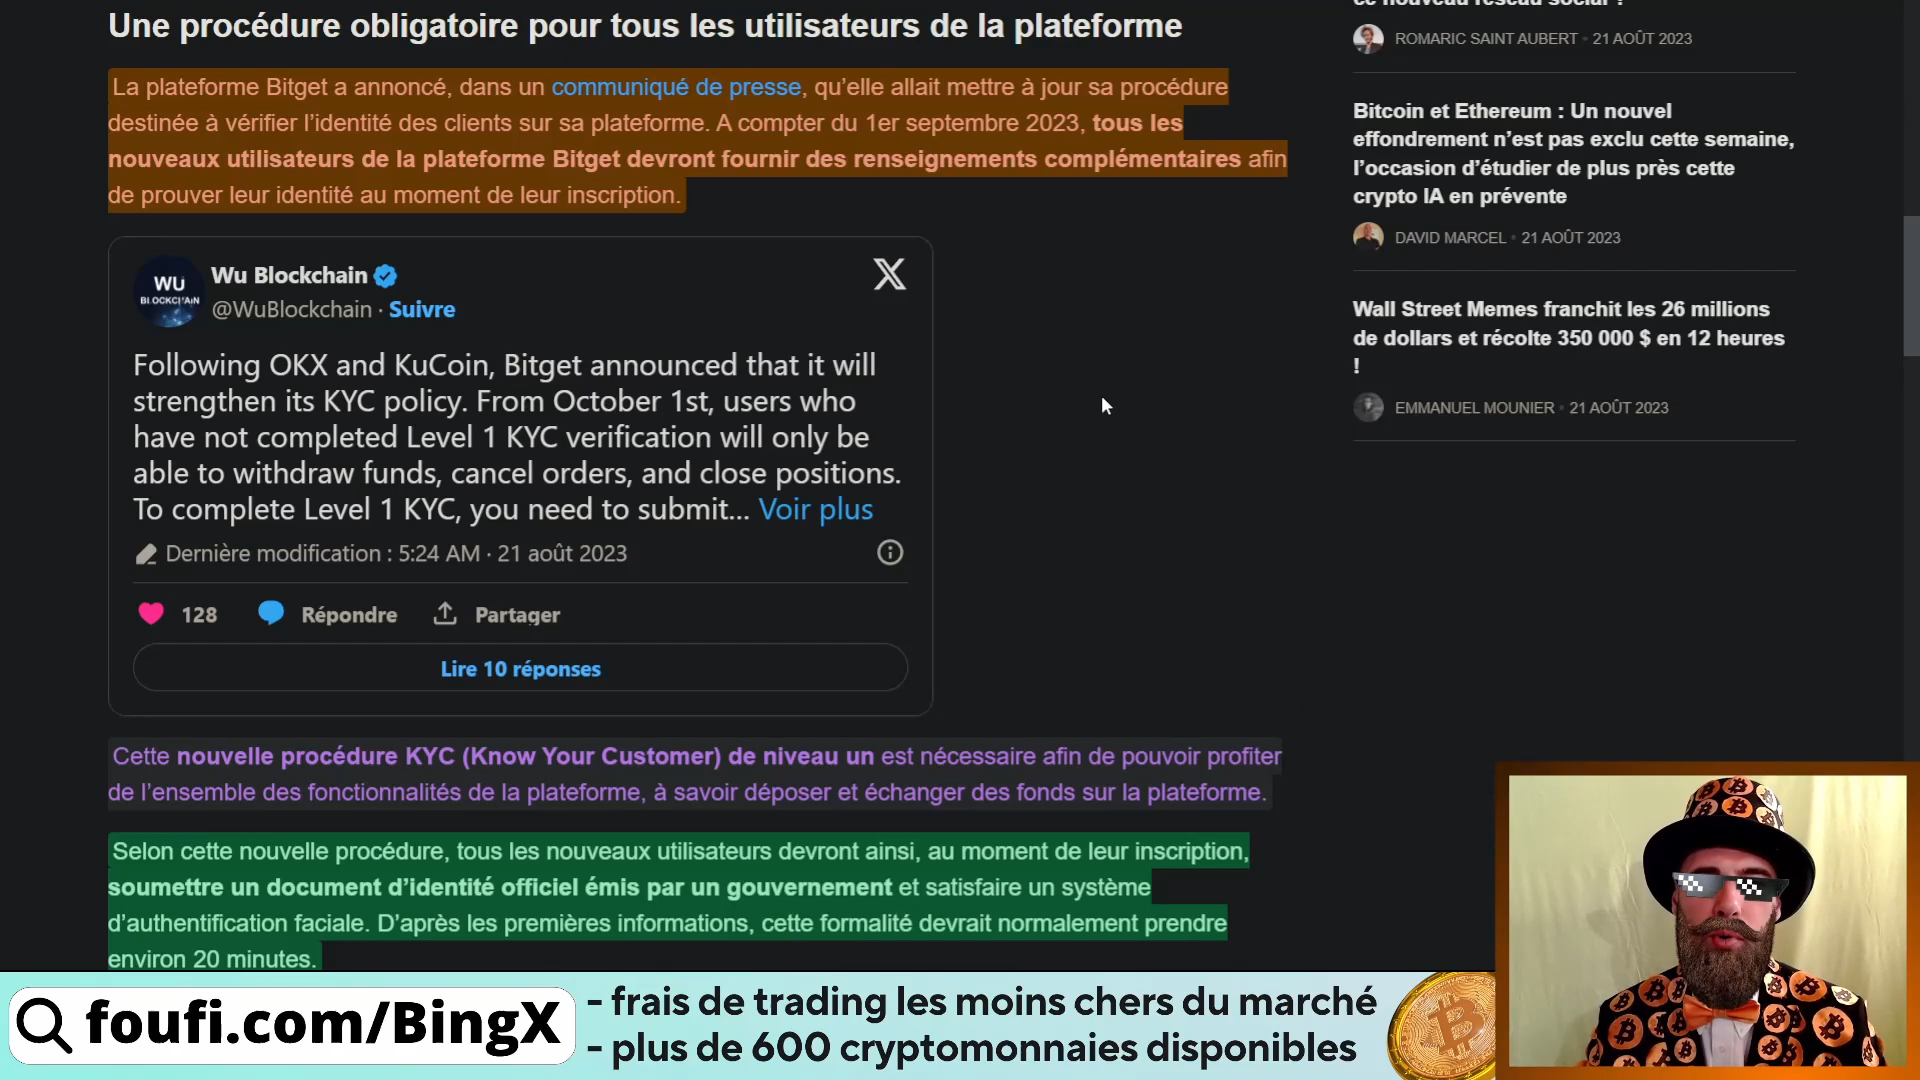 Une procédure obligatoire pour tous les utilisateurs de la plateforme
La plateforme Bitget a annoncé, dans un communiqué de presse, qu’elle allait mettre à jour sa procédure
destinée à vérifier l’identité des clients sur sa plateforme. A compter du 1er septembre 2023, tous les
nouveaux utilisateurs de la plateforme Bitget devront fournir des renseignements complémentaires afin
de prouver leur identité au moment de leur inscription.
WU
BLOCKCHAIN
Wu Blockchain
@WuBlockchain · Suivre
X
Following OKX and KuCoin, Bitget announced that it will
strengthen its KYC policy. From October 1st, users who
have not completed Level 1 KYC verification will only be
able to withdraw funds, cancel orders, and close positions.
To complete Level 1 KYC, you need to submit... Voir plus
Dernière modification : 5:24 AM · 21 août 2023
128 Répondre Partager
Lire 10 réponses
Cette nouvelle procédure KYC (Know Your Customer) de niveau un est nécessaire afin de pouvoir profiter
de l’ensemble des fonctionnalités de la plateforme, à savoir déposer et échanger des fonds sur la plateforme.
Selon cette nouvelle procédure, tous les nouveaux utilisateurs devront ainsi, au moment de leur inscription,
soumettre un document d’identité officiel émis par un gouvernement et satisfaire un système
d’authentification faciale. D’après les premières informations, cette formalité devrait normalement prendre
environ 20 minutes.
ce nouveau réseau social !
ROMARIC SAINT AUBERT • 21 AOÛT 2023
Bitcoin et Ethereum : Un nouvel
effondrement n’est pas exclu cette semaine,
l’occasion d’étudier de plus près cette
crypto IA en prévente
DAVID MARCEL • 21 AOÛT 2023
Wall Street Memes franchit les 26 millions
de dollars et récolte 350 000 $ en 12 heures
!
EMMANUEL MOUNIER • 21 AOÛT 2023
foufi.com/BingX
- frais de trading les moins chers du marché
- plus de 600 cryptomonnaies disponibles